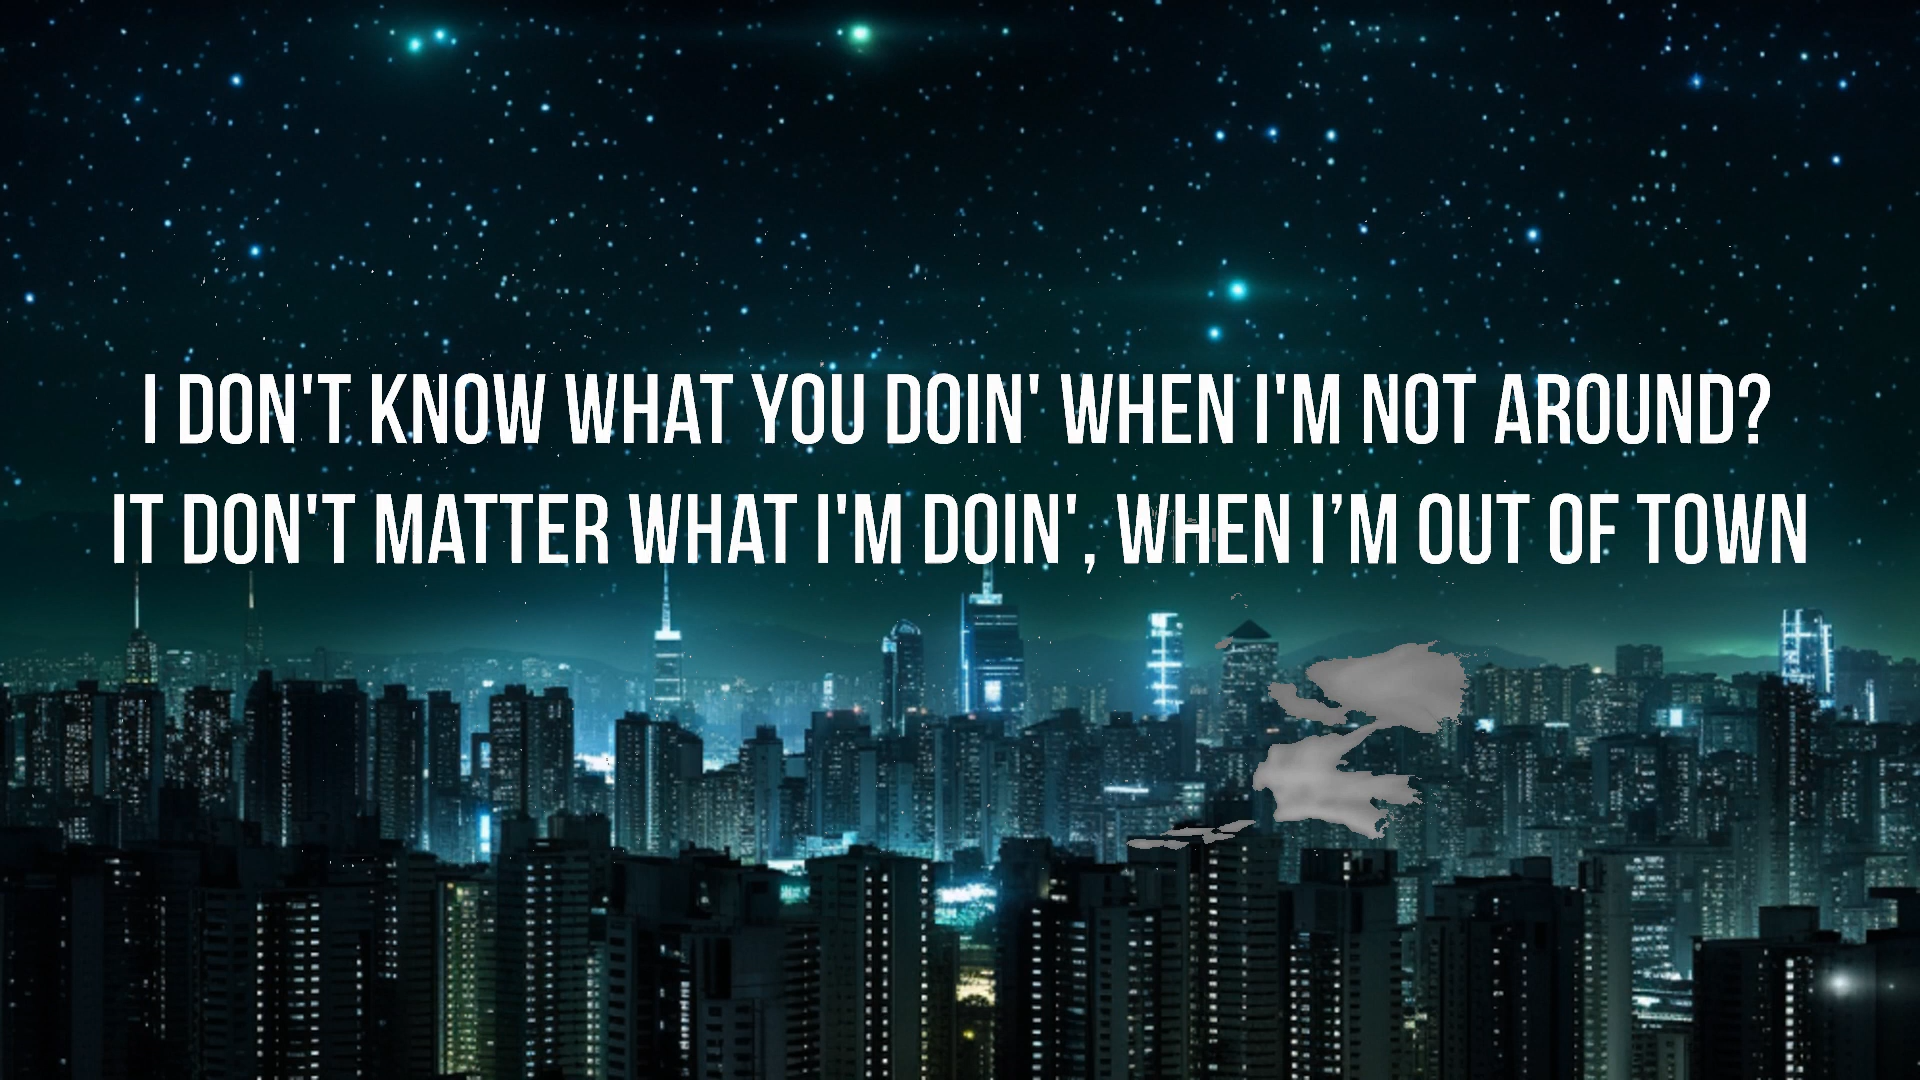 I DON'T KNOW WHAT YOU DOIN' WHEN I'M NOT AROUND?
IT DON'T MATTER WHAT I'M DOIN', WHEN I’M OUT OF TOWN